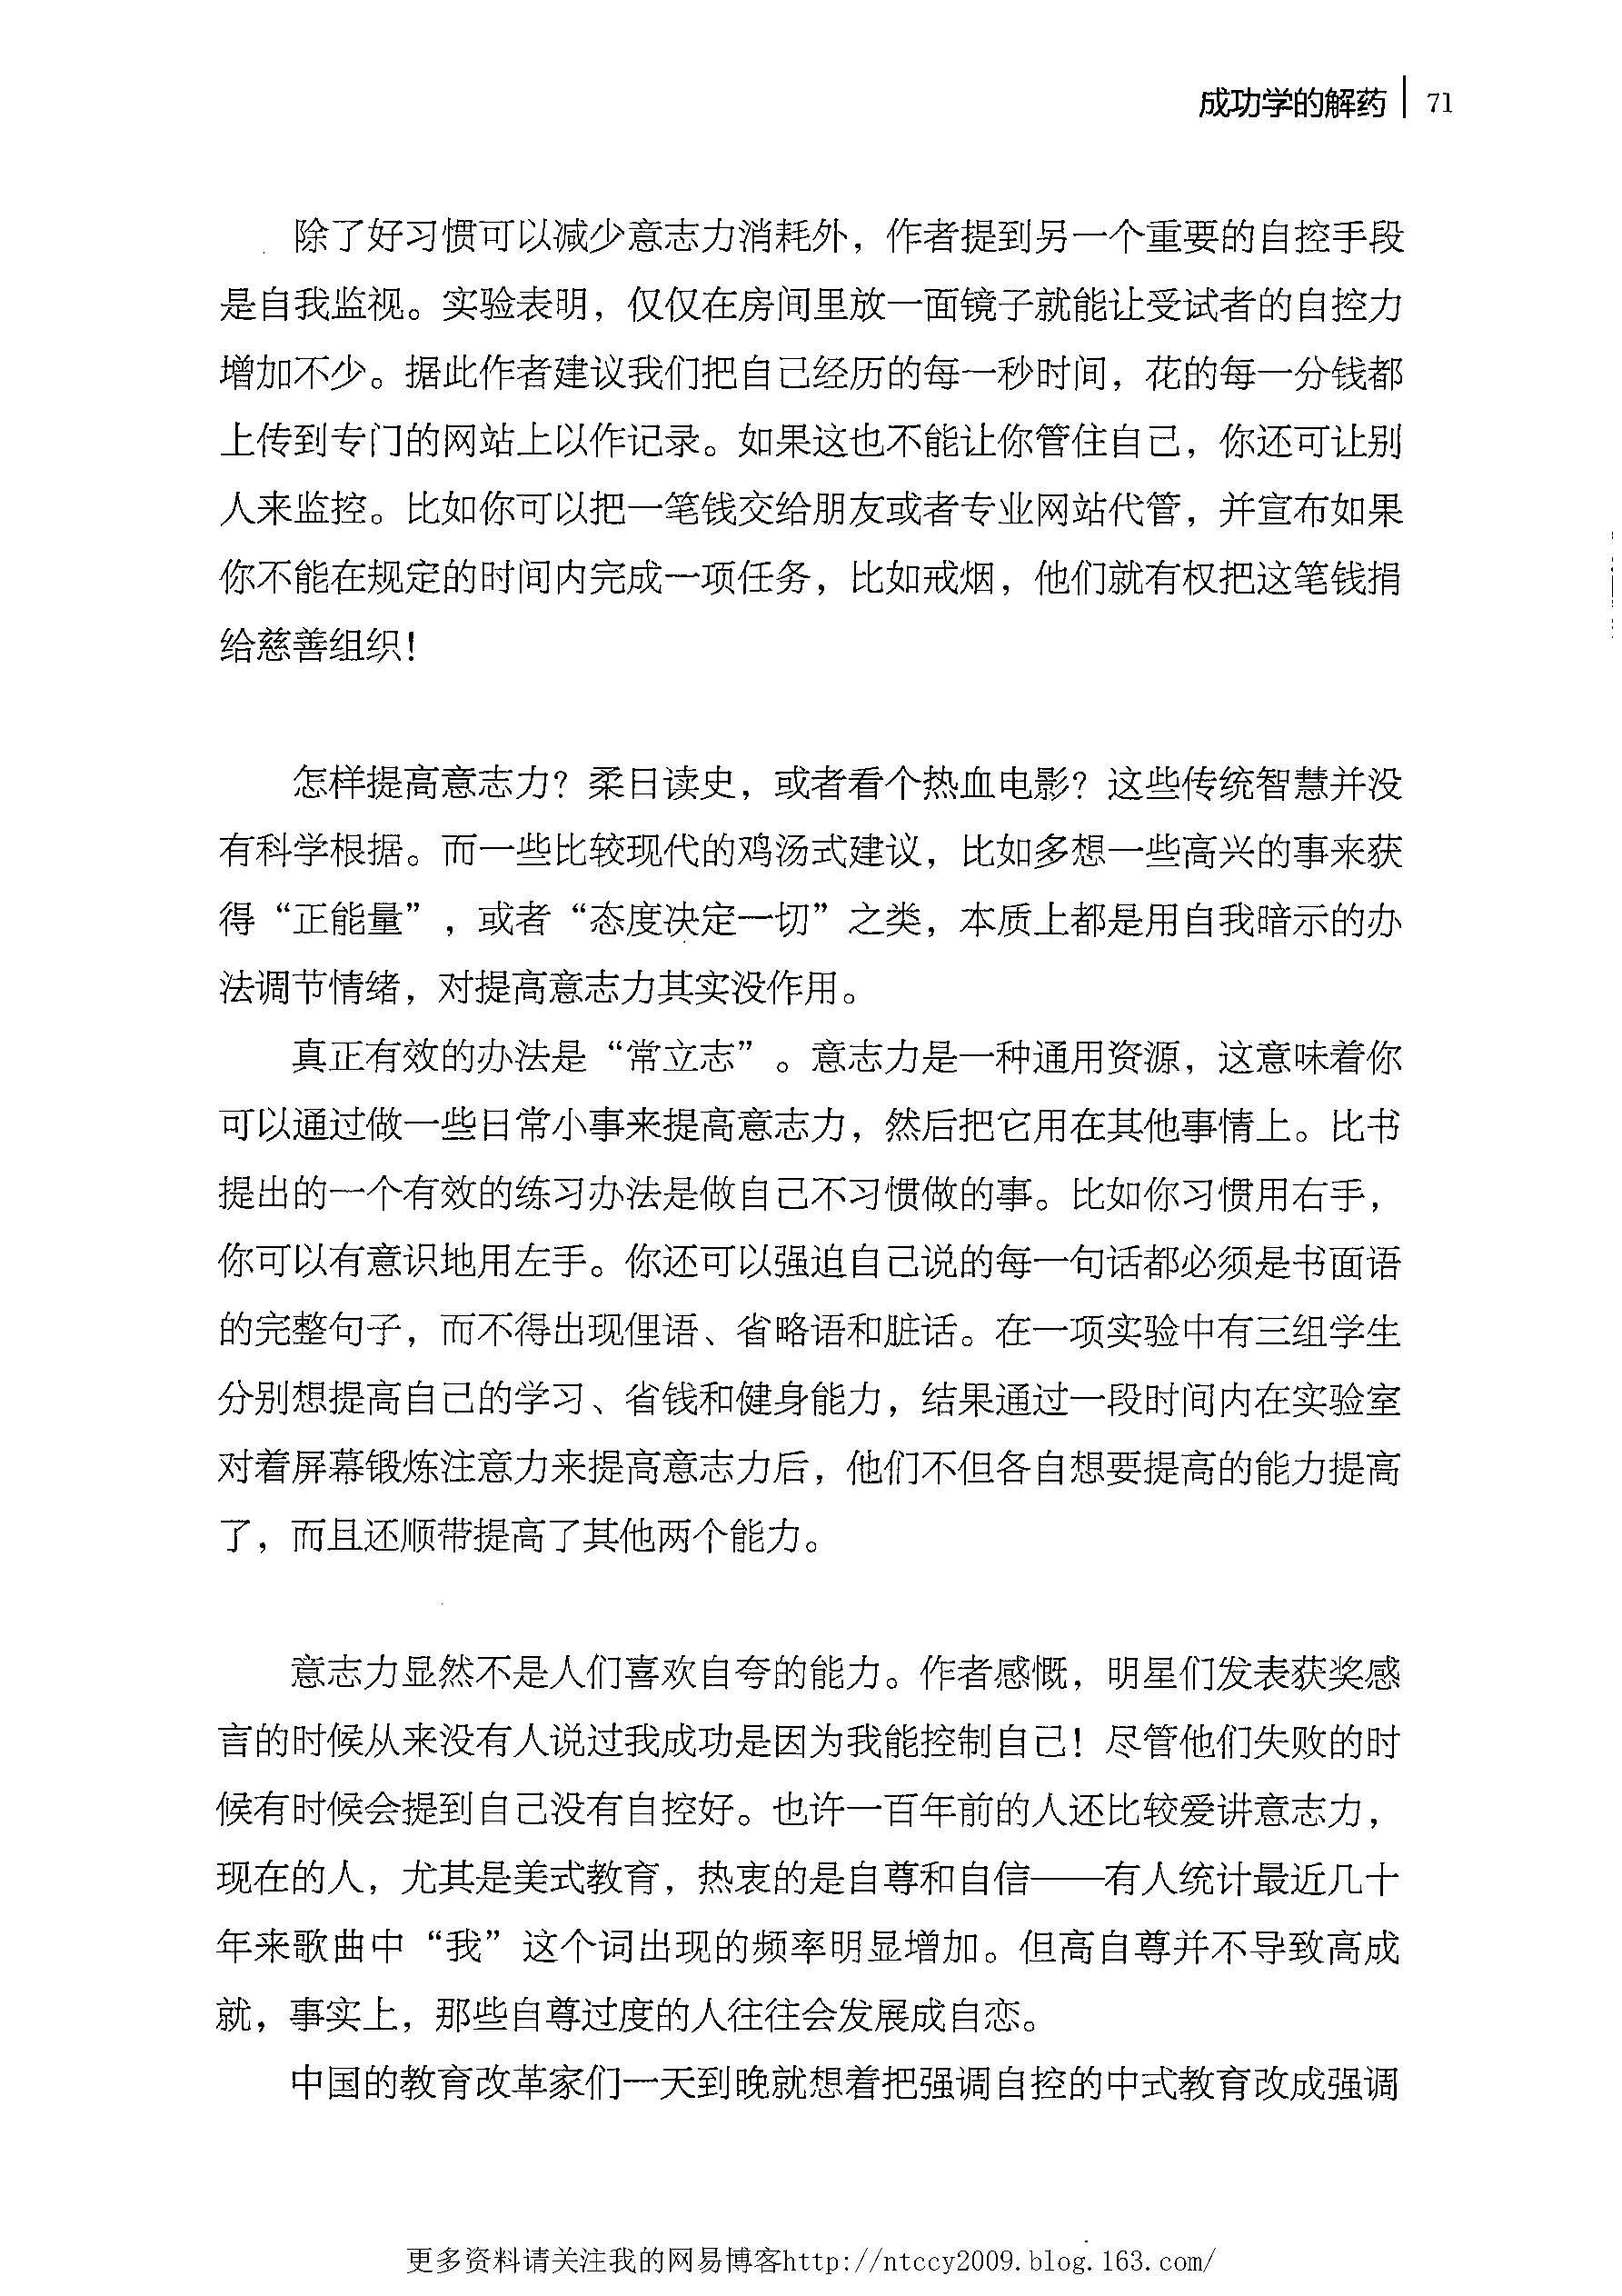 成功学的解药 71
除了好习惯可以减少意志力消耗外，作者提到另一个重要的自控手段
是自我监视。实验表明，仅仅在房间里放一面镜子就能让受试者的自控力
增加不少。据此作者建议我们把自己经历的每一秒时间，花的每一分钱都
上传到专门的网站上以作记录。如果这也不能让你管住自己，你还可让别
人来监控。比如你可以把一笔钱交给朋友或者专业网站代管，并宣布如果
你不能在规定的时间内完成一项任务，比如戒烟，他们就有权把这笔钱捐
给慈善组织！
怎样提高意志力？柔日读史，或者看个热血电影？这些传统智慧并没
有科学根据。而一些比较现代的鸡汤式建议，比如多想一些高兴的事来获
得“正能量”，或者“态度决定一切”之类，本质上都是用自我暗示的办
法调节情绪，对提高意志力其实没作用。
真正有效的办法是“常立志”。意志力是一种通用资源，这意味着你
可以通过做一些日常小事来提高意志力，然后把它用在其他事情上。比书
提出的一个有效的练习办法是做自己不习惯做的事。比如你习惯用右手，
你可以有意识地用左手。你还可以强迫自己说的每一句话都必须是书面语
的完整句子，而不得出现俚语、省略语和脏话。在一项实验中有三组学生
分别想提高自己的学习、省钱和健身能力，结果通过一段时间内在实验室
对着屏幕锻炼注意力来提高意志力后，他们不但各自想要提高的能力提高
了，而且还顺带提高了其他两个能力。
意志力显然不是人们喜欢自夸的能力。作者感慨，明星们发表获奖感
言的时候从来没有人说过我成功是因为我能控制自己！尽管他们失败的时
候有时候会提到自己没有自控好。也许一百年前的人还比较爱讲意志力，
现在的人，尤其是美式教育，热衷的是自尊和自信——有人统计最近几十
年来歌曲中“我”这个词出现的频率明显增加。但高自尊并不导致高成
就，事实上，那些自尊过度的人往往会发展成自恋。
中国的教育改革家们一天到晚就想着把强调自控的中式教育改成强调
更多资料请关注我的网易博客http://ntccy2009.blog.163.com/